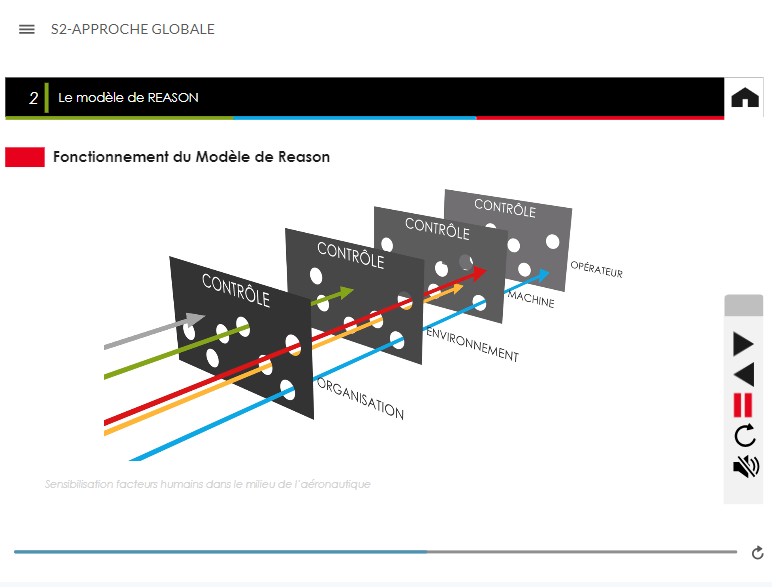 S2-APPROCHE GLOBALE
2 Le modèle de REASON
Fonctionnement du Modèle de Reason
CONTRÔLE
OPÉRATEUR
CONTRÔLE
MACHINE
CONTRÔLE
ENVIRONNEMENT
CONTRÔLE
ORGANISATION
Sensibilisation facteurs humains dans le milieu de l'aéronautique